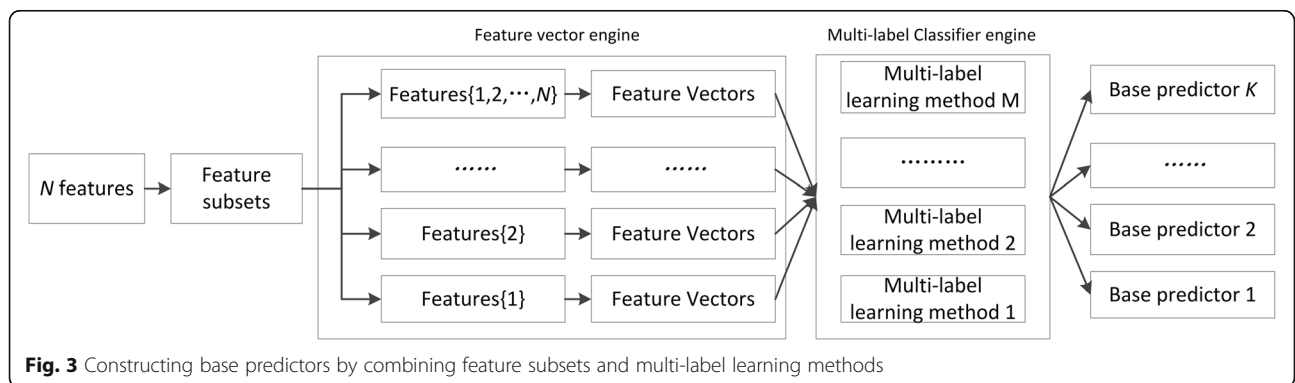 Feature vector engine
Multi-label Classifier engine
N features
Feature
subsets
Features{1,2,⋯,N}
Feature Vectors
……
……
Features{2}
Feature Vectors
Features{1}
Feature Vectors
Multi-label
learning method M
………
Multi-label
learning method 2
Multi-label
learning method 1
Base predictor K
……
Base predictor 2
Base predictor 1
Fig. 3 Constructing base predictors by combining feature subsets and multi-label learning methods